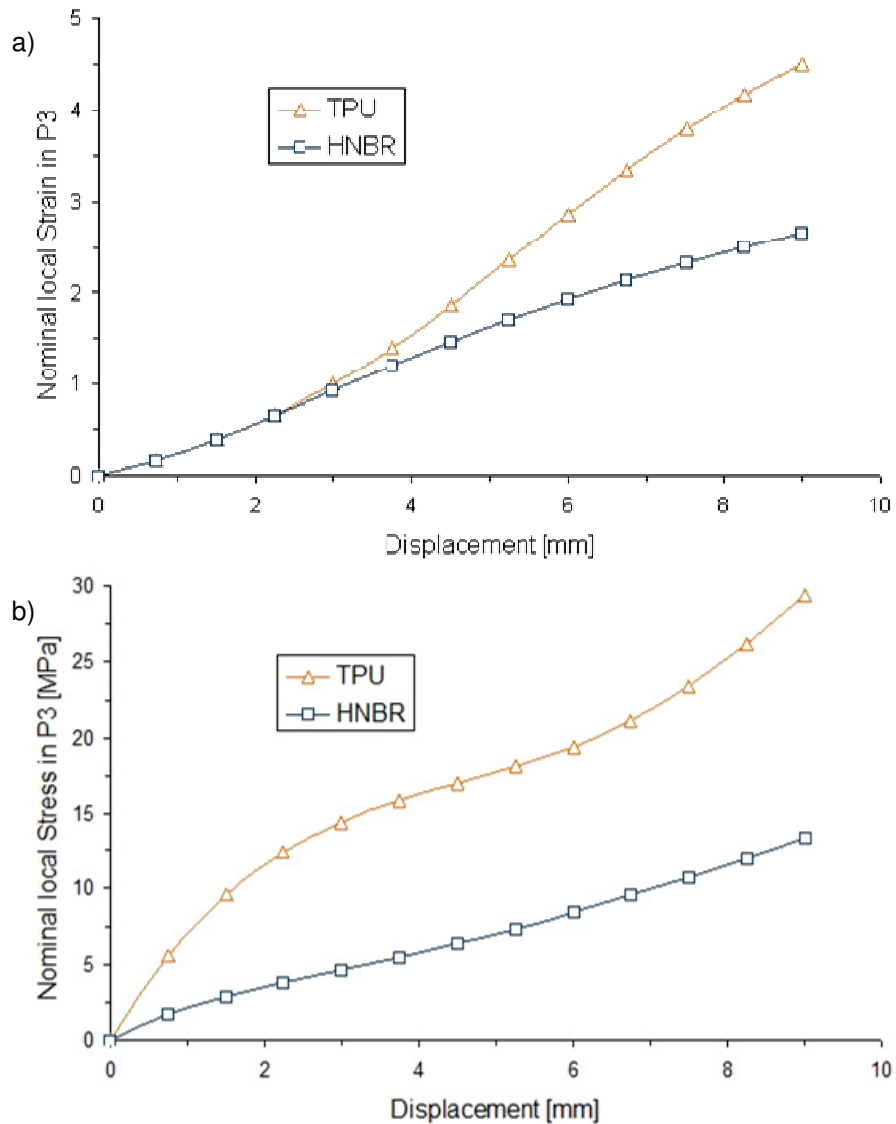 a)
Nominal local Strain in P3
5
4
3
2
1
0
TPU
HNBR
0 2 4 6 8 10
Displacement [mm]
b)
Nominal local Stress in P3 [MPa]
30
25
20
15
10
5
0
TPU
HNBR
0 2 4 6 8 10
Displacement [mm]